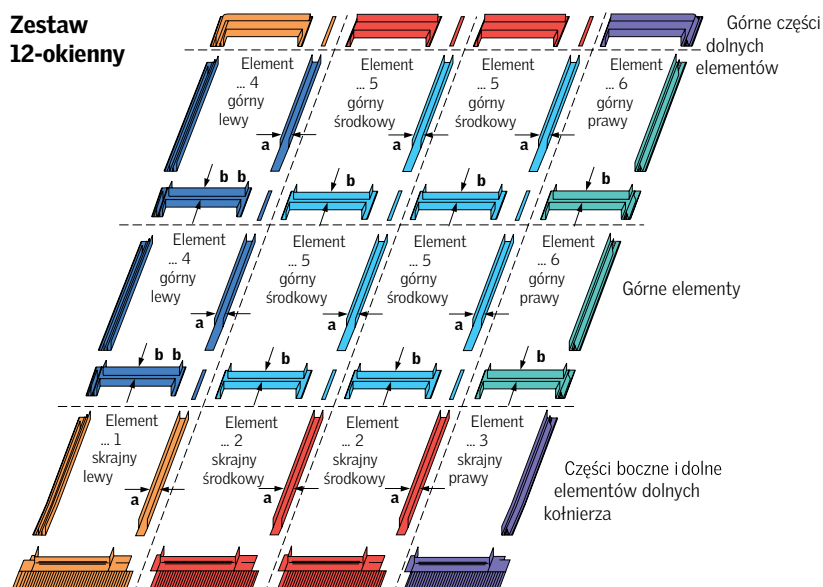 Zestaw
12-okienny
Górne części
dolnych
elementów
Element
... 4
górny
lewy
a
Element
... 5
górny
środkowy
a
Element
... 5
górny
środkowy
a
Element
... 6
górny
prawy
b b
b
b
b
Element
... 4
górny
lewy
a
Element
... 5
górny
środkowy
a
Element
... 5
górny
środkowy
a
Element
... 6
górny
prawy
Górne elementy
b b
b
b
b
Element
... 1
skrajny
lewy
a
Element
... 2
skrajny
środkowy
a
Element
... 2
skrajny
środkowy
a
Element
... 3
skrajny
prawy
Części boczne i dolne
elementów dolnych
kołnierza